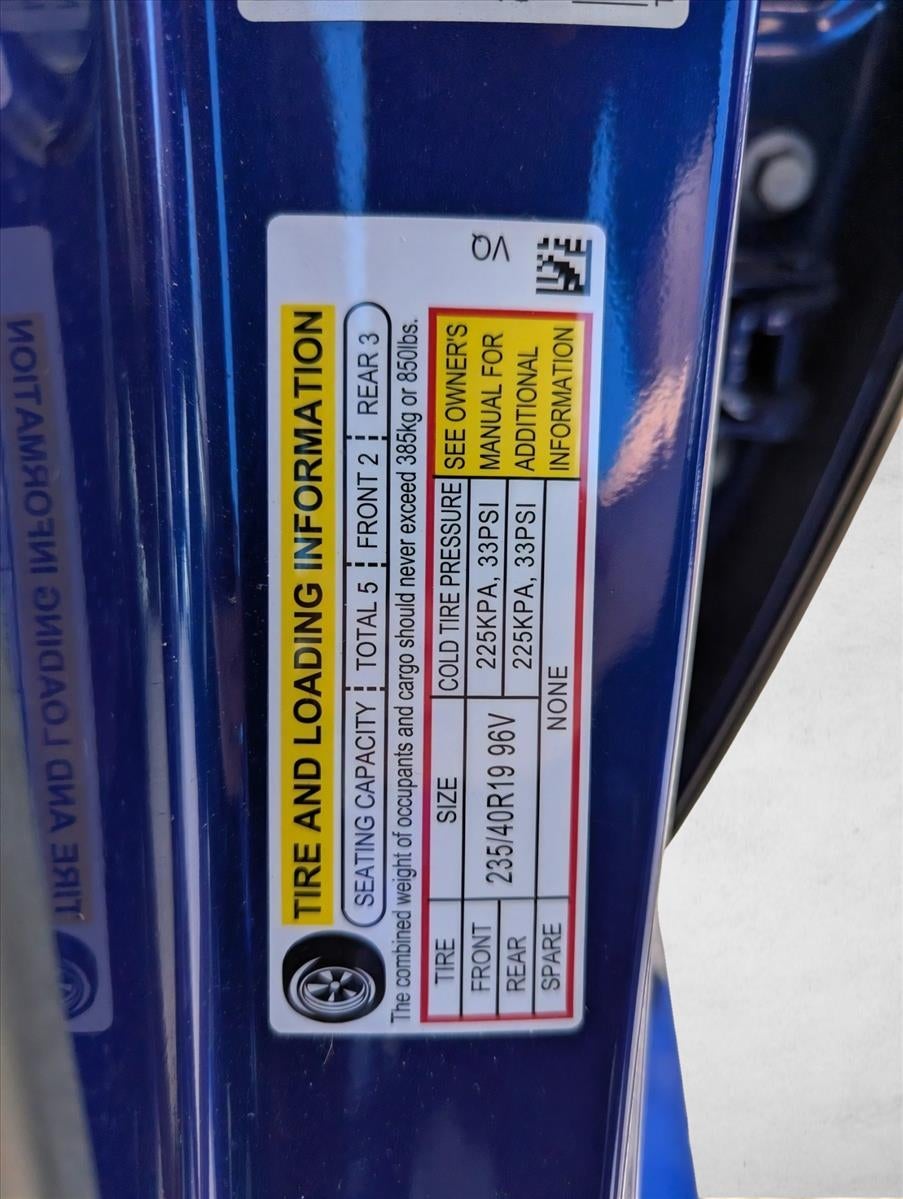 VQ
TIRE AND LOADING INFORMATION
SEATING CAPACITY TOTAL 5 FRONT 2 REAR 3
The combined weight of occupants and cargo should never exceed 385kg or 850lbs.
TIRE SIZE COLD TIRE PRESSURE SEE OWNER'S
FRONT 235/40R19 96V 225KPA, 33PSI MANUAL FOR
REAR 225KPA, 33PSI ADDITIONAL
SPARE NONE INFORMATION
TIRE AND LOADING INFORMATION